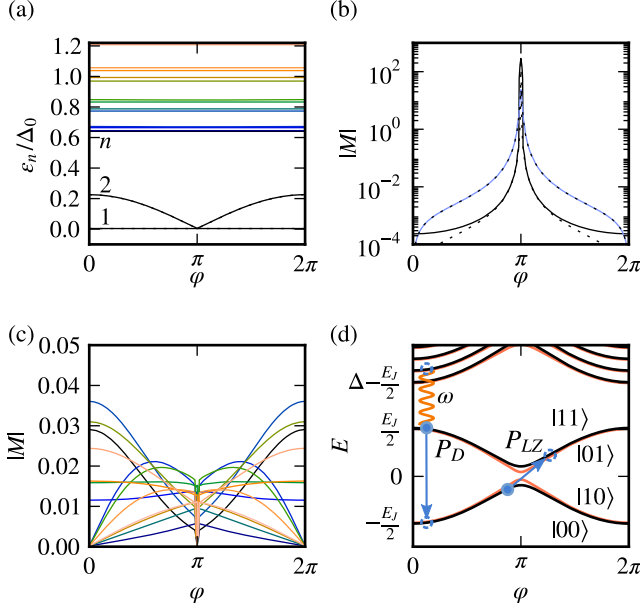 (a)
(b)
1.2
1.0
0.8
0.6
0.4
0.2
0.0
ε_n/Δ_0
n
2
1
0
π
2π
φ
10^2
10^0
10^−2
10^−4
|M|
0
π
2π
φ
(c)
(d)
0.05
0.04
0.03
0.02
0.01
0.00
|M|
0
π
2π
φ
Δ−E_J/2
E_J/2
0
−E_J/2
E
ω
P_D
P_LZ
|11⟩
|01⟩
|10⟩
|00⟩
0
π
2π
φ